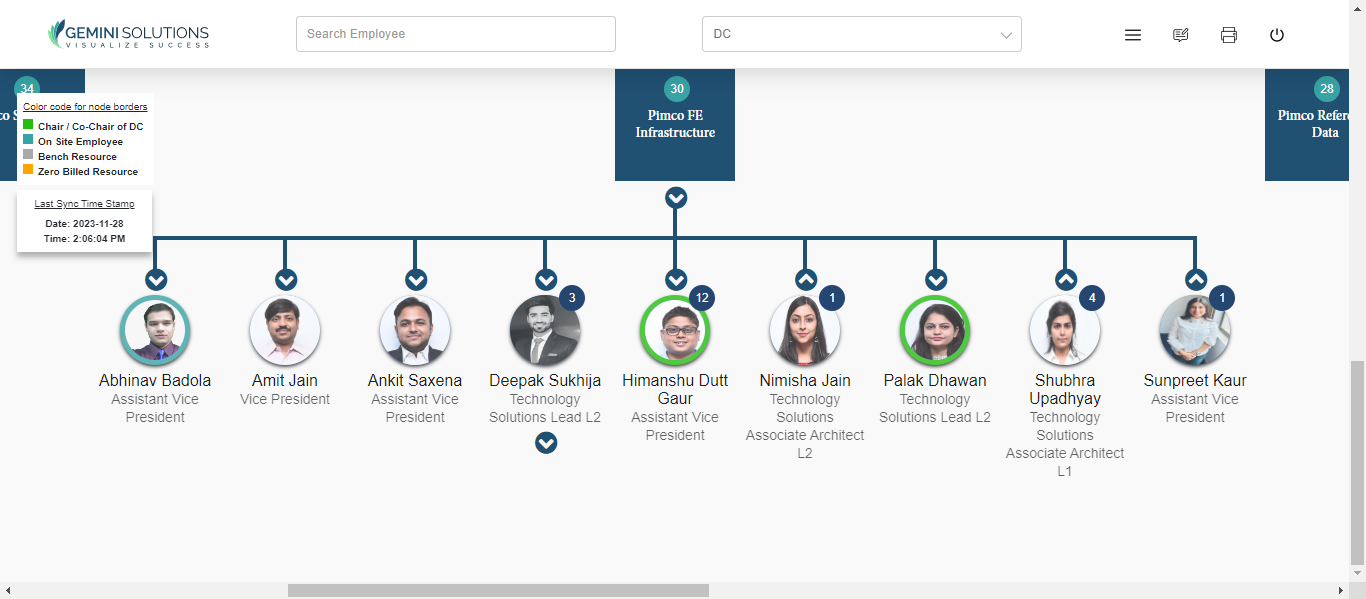 GEMINI SOLUTIONS
VISUALIZE SUCCESS
Search Employee
DC
34
30
Pimco FE
Infrastructure
28
Pimco Refere
Data
co S
Color code for node borders
Chair / Co-Chair of DC
On Site Employee
Bench Resource
Zero Billed Resource
Last Sync Time Stamp
Date: 2023-11-28
Time: 2:06:04 PM
Abhinav Badola
Assistant Vice
President
Amit Jain
Vice President
Ankit Saxena
Assistant Vice
President
3
Deepak Sukhija
Technology
Solutions Lead L2
12
Himanshu Dutt
Gaur
Assistant Vice
President
1
Nimisha Jain
Technology
Solutions
Associate Architect
L2
Palak Dhawan
Technology
Solutions Lead L2
4
Shubhra
Upadhyay
Technology
Solutions
Associate Architect
L1
1
Sunpreet Kaur
Assistant Vice
President